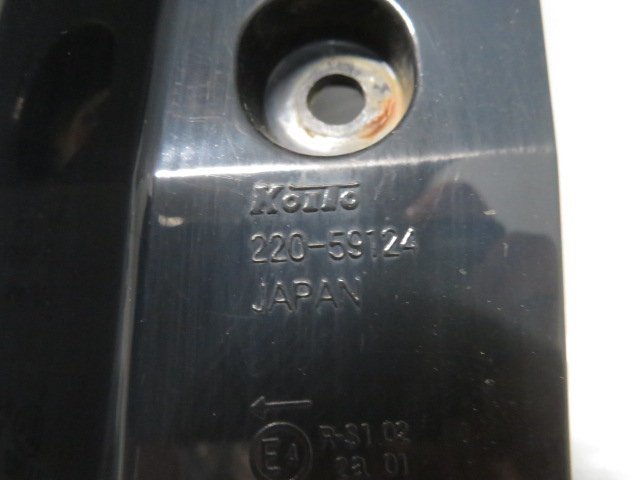 KOITO
220-59124
JAPAN
E4 R-S1 02
2a 01